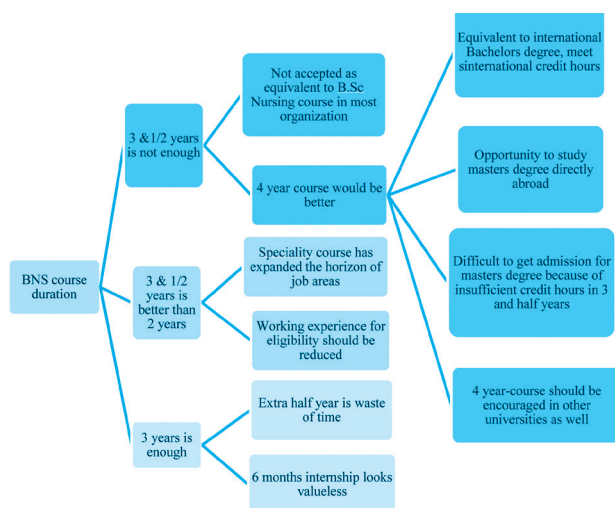 BNS course
duration
3 &1/2 years
is not enough
Not accepted as
equivalent to B.Sc
Nursing course in most
organization
4 year course would be
better
Equivalent to international
Bachelors degree, meet
sinternational credit hours
Opportunity to study
masters degree directly
abroad
Difficult to get admission for
masters degree because of
insufficient credit hours in 3
and half years
4 year-course should be
encouraged in other
universities as well
3 & 1/2
years is
better than
2 years
Speciality course has
expanded the horizon of
job areas
Working experience for
eligibility should be
reduced
3 years is
enough
Extra half year is waste
of time
6 months internship looks
valueless